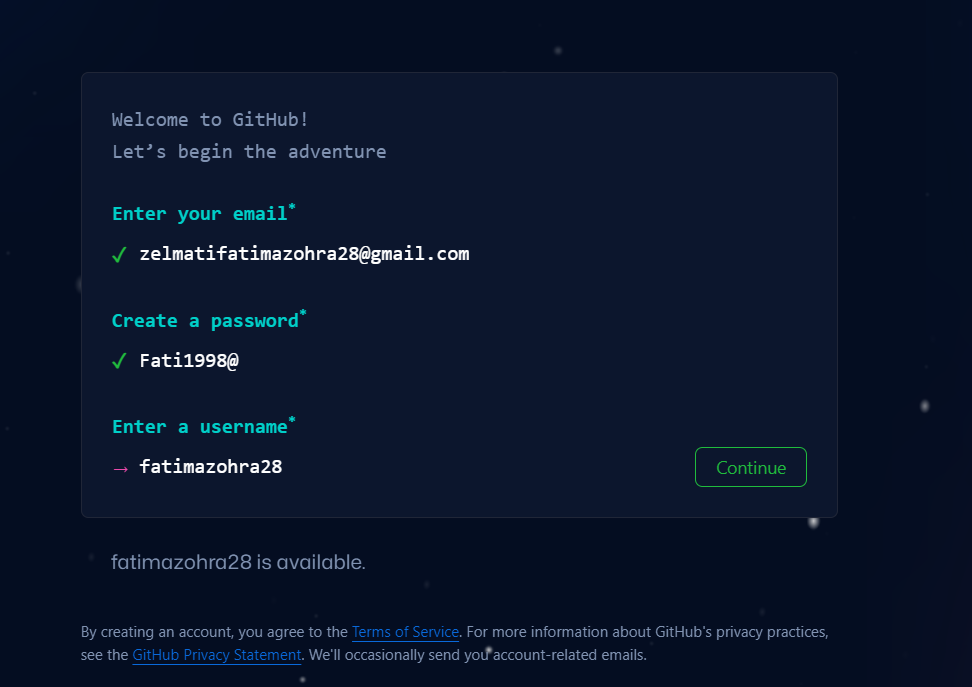 Welcome to GitHub!
Let’s begin the adventure
Enter your email*
✓ zelmatifatimazohra28@gmail.com
Create a password*
✓ Fati1998@
Enter a username*
→ fatimazohra28
Continue
fatimazohra28 is available.
By creating an account, you agree to the Terms of Service. For more information about GitHub's privacy practices,
see the GitHub Privacy Statement. We'll occasionally send you account-related emails.